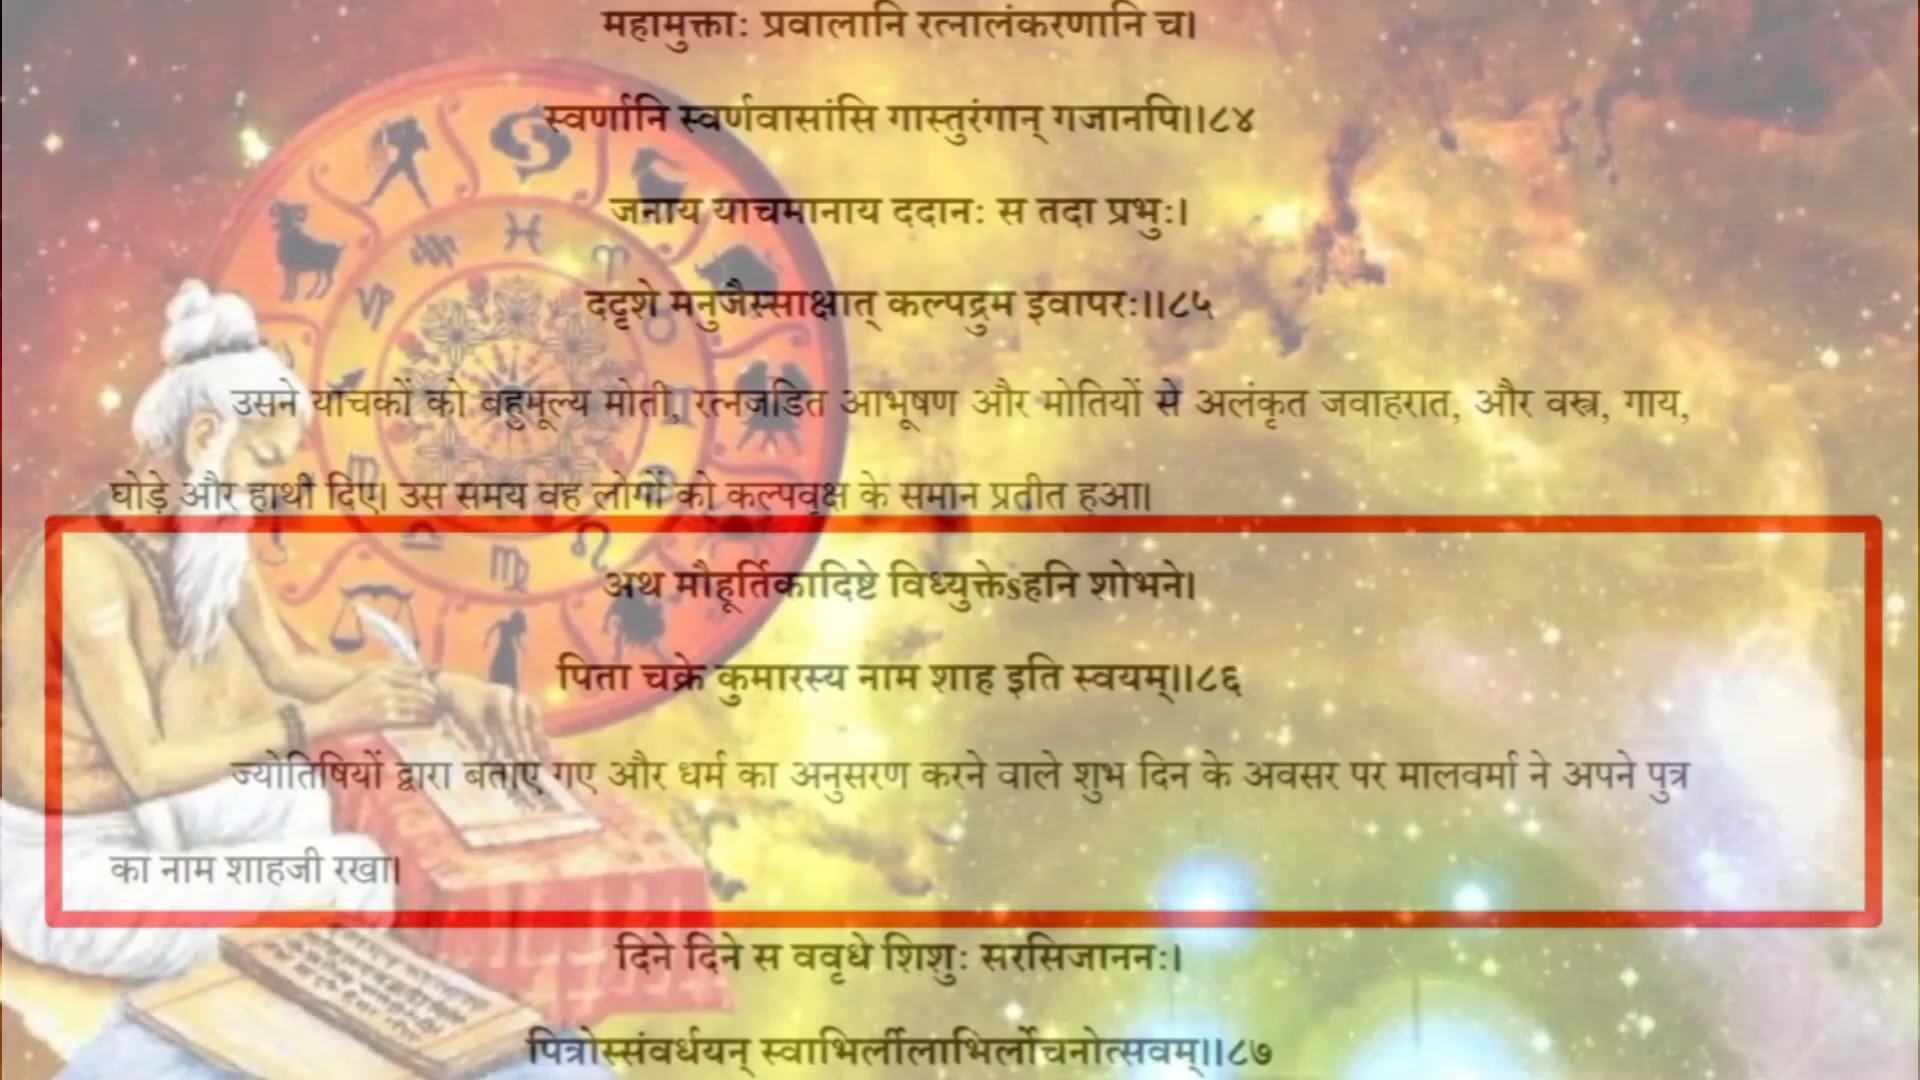 महामुक्ताः प्रवालानि रत्नालंकरणानि च।
स्वर्णानि स्वर्णवासांसि गास्तुरंगान् गजानपि।।८४
जनाय याचमानाय ददानः स तदा प्रभुः।
ददृशे मनुजैस्साक्षात् कल्पद्रुम इवापरः।।८५
उसने याचकों को बहुमूल्य मोती, रत्नजडित आभूषण और मोतियों से अलंकृत जवाहरात, और वस्त्र, गाय,
घोड़े और हाथी दिए। उस समय वह लोगों को कल्पवृक्ष के समान प्रतीत हुआ।
अथ मौहूर्तिकादिष्टे विध्युक्तेsहनि शोभने।
पिता चक्रे कुमारस्य नाम शाह इति स्वयम्।।८६
ज्योतिषियों द्वारा बताए गए और धर्म का अनुसरण करने वाले शुभ दिन के अवसर पर मालवर्मा ने अपने पुत्र
का नाम शाहजी रखा।
दिने दिने स ववृधे शिशुः सरसिजाननः।
पित्रोस्संवर्धयन् स्वाभिर्लीलाभिर्लोचनोत्सवम्।।८७